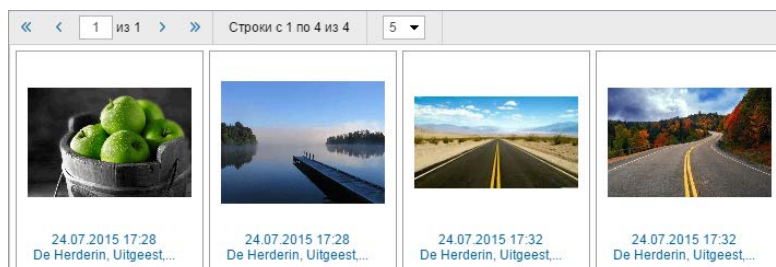 « < 1 из 1 > » Строки с 1 по 4 из 4 5
24.07.2015 17:28
De Herderin, Uitgeest,...
24.07.2015 17:28
De Herderin, Uitgeest,...
24.07.2015 17:32
De Herderin, Uitgeest,...
24.07.2015 17:32
De Herderin, Uitgeest,...